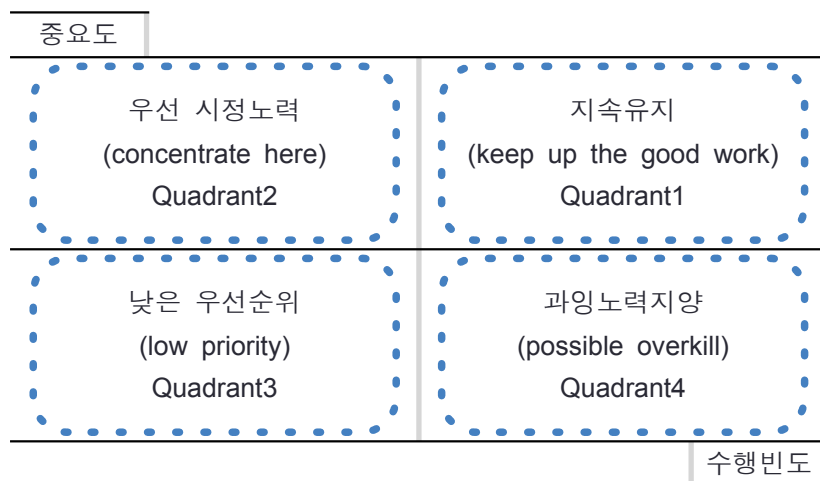 중요도
우선 시정노력
(concentrate here)
Quadrant2
지속유지
(keep up the good work)
Quadrant1
낮은 우선순위
(low priority)
Quadrant3
과잉노력지양
(possible overkill)
Quadrant4
수행빈도